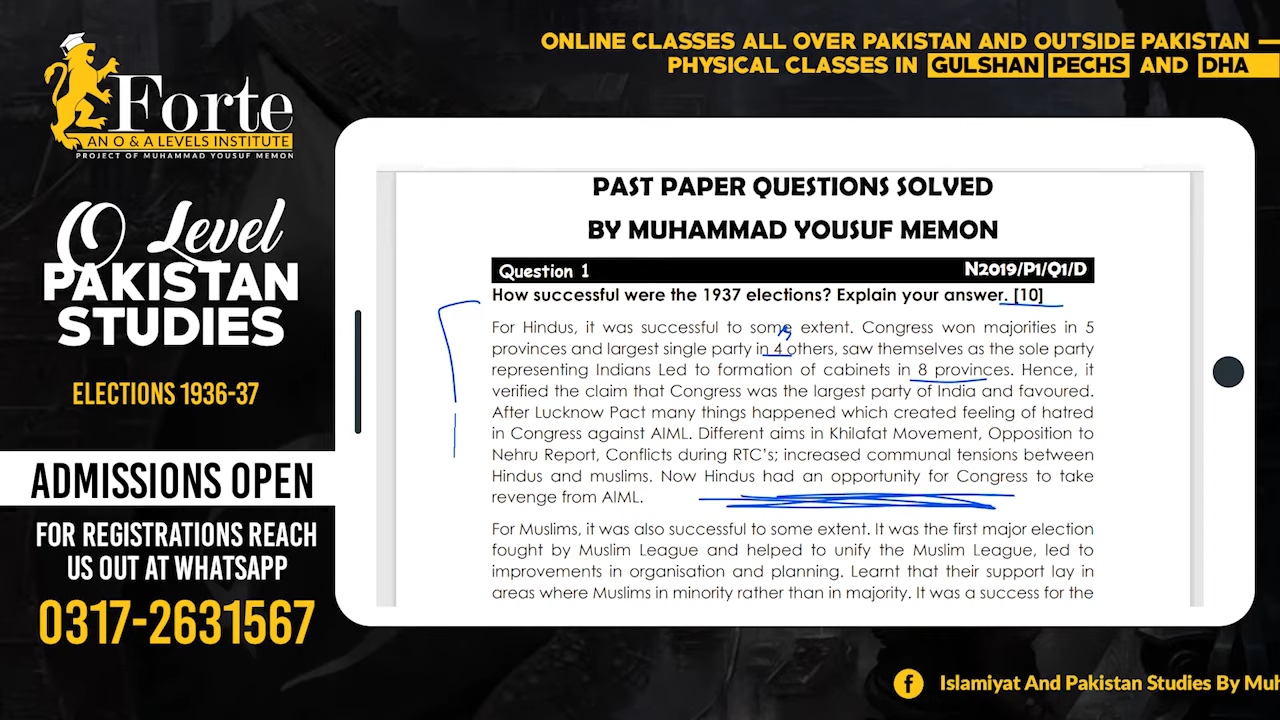 Forte
AN O & A LEVELS INSTITUTE
PROJECT OF MUHAMMAD YOUSUF MEMON
O Level
PAKISTAN
STUDIES
ELECTIONS 1936-37
ADMISSIONS OPEN
FOR REGISTRATIONS REACH
US OUT AT WHATSAPP
0317-2631567
ONLINE CLASSES ALL OVER PAKISTAN AND OUTSIDE PAKISTAN
PHYSICAL CLASSES IN GULSHAN PECHS AND DHA
PAST PAPER QUESTIONS SOLVED
BY MUHAMMAD YOUSUF MEMON
Question 1 N2019/P1/Q1/D
How successful were the 1937 elections? Explain your answer. [10]
For Hindus, it was successful to some extent. Congress won majorities in 5
provinces and largest single party in 4 others, saw themselves as the sole party
representing Indians Led to formation of cabinets in 8 provinces. Hence, it
verified the claim that Congress was the largest party of India and favoured.
After Lucknow Pact many things happened which created feeling of hatred
in Congress against AIML. Different aims in Khilafat Movement, Opposition to
Nehru Report, Conflicts during RTC's; increased communal tensions between
Hindus and muslims. Now Hindus had an opportunity for Congress to take
revenge from AIML.
For Muslims, it was also successful to some extent. It was the first major election
fought by Muslim League and helped to unify the Muslim League, led to
improvements in organisation and planning. Learnt that their support lay in
areas where Muslims in minority rather than in majority. It was a success for the
Islamiyat And Pakistan Studies By Muh